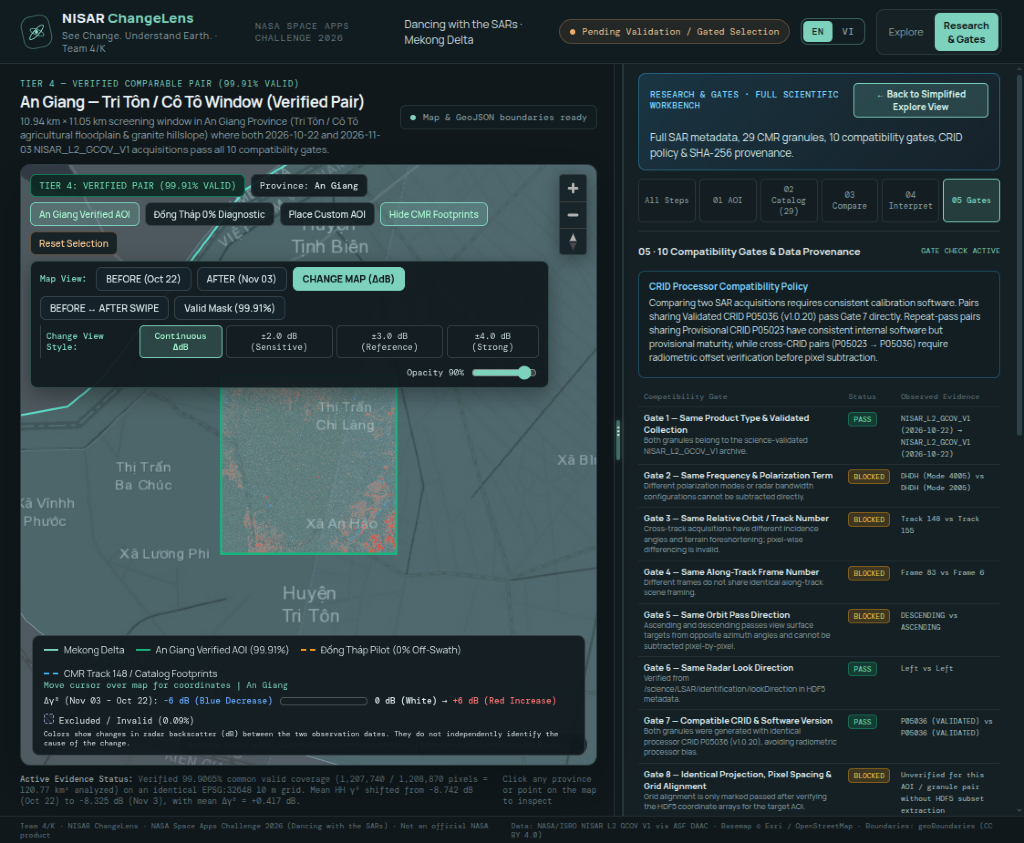 NISAR ChangeLens
See Change. Understand Earth. ·
Team 4/K
NASA SPACE APPS
CHALLENGE 2026
Dancing with the SARs ·
Mekong Delta
Pending Validation / Gated Selection
EN
VI
Explore
Research
& Gates
TIER 4 — VERIFIED COMPARABLE PAIR (99.91% VALID)
An Giang — Tri Tôn / Cô Tô Window (Verified Pair)
10.94 km × 11.05 km screening window in An Giang Province (Tri Tôn / Cô Tô
agricultural floodplain & granite hillslope) where both 2026-10-22 and 2026-11-
03 NISAR_L2_GCOV_V1 acquisitions pass all 10 compatibility gates.
Map & GeoJSON boundaries ready
TIER 4: VERIFIED PAIR (99.91% VALID)
Province: An Giang
An Giang Verified AOI
Đồng Tháp 0% Diagnostic
Place Custom AOI
Hide CMR Footprints
Reset Selection
Huyện
Tịnh Biên
Map View:
BEFORE (Oct 22)
AFTER (Nov 03)
CHANGE MAP (ΔdB)
BEFORE ↔ AFTER SWIPE
Valid Mask (99.91%)
Change View
Style:
Continuous
ΔdB
±2.0 dB
(Sensitive)
±3.0 dB
(Reference)
±4.0 dB
(Strong)
Opacity 90%
Thị Trấn
Chi Lăng
Thị Trấn
Ba Chúc
Xã Vĩnh
Phước
Xã An Hảo
Xã Lương Phi
Huyện
Tri Tôn
Mekong Delta
An Giang Verified AOI (99.91%)
Đồng Tháp Pilot (0% Off-Swath)
CMR Track 148 / Catalog Footprints
Move cursor over map for coordinates | An Giang
Δγ⁰ (Nov 03 − Oct 22): -6 dB (Blue Decrease)
0 dB (White) → +6 dB (Red Increase)
Excluded / Invalid (0.09%)
Colors show changes in radar backscatter (dB) between the two observation dates. They do not independently identify the
cause of the change.
Active Evidence Status: Verified 99.9065% common valid coverage (1,207,740 / 1,208,870 pixels =
120.77 km² analyzed) on an identical EPSG:32648 10 m grid. Mean HH γ⁰ shifted from -8.742 dB
(Oct 22) to -8.325 dB (Nov 3), with mean Δγ⁰ = +0.417 dB.
Click any province
or point on the map
to inspect
RESEARCH & GATES · FULL SCIENTIFIC
WORKBENCH
← Back to Simplified
Explore View
Full SAR metadata, 29 CMR granules, 10 compatibility gates, CRID
policy & SHA-256 provenance.
All Steps
01 AOI
02
Catalog
(29)
03
Compare
04
Interpret
05 Gates
05 · 10 Compatibility Gates & Data Provenance
GATE CHECK ACTIVE
CRID Processor Compatibility Policy
Comparing two SAR acquisitions requires consistent calibration software. Pairs
sharing Validated CRID P05036 (v1.0.20) pass Gate 7 directly. Repeat-pass pairs
sharing Provisional CRID P05023 have consistent internal software but
provisional maturity, while cross-CRID pairs (P05023 → P05036) require
radiometric offset verification before pixel subtraction.
Compatibility Gate
Status
Observed Evidence
Gate 1 — Same Product Type & Validated
Collection
Both granules belong to the science-validated
NISAR_L2_GCOV_V1 archive.
PASS
NISAR_L2_GCOV_V1
(2026-10-22) →
NISAR_L2_GCOV_V1
(2026-10-22)
Gate 2 — Same Frequency & Polarization Term
Different polarization modes or radar bandwidth
configurations cannot be subtracted directly.
BLOCKED
DHDH (Mode 4005) vs
DHDH (Mode 2005)
Gate 3 — Same Relative Orbit / Track Number
Cross-track acquisitions have different incidence
angles and terrain foreshortening; pixel-wise
differencing is invalid.
BLOCKED
Track 148 vs Track
155
Gate 4 — Same Along-Track Frame Number
Different frames do not share identical along-track
scene framing.
BLOCKED
Frame 83 vs Frame 6
Gate 5 — Same Orbit Pass Direction
Ascending and descending passes view surface
targets from opposite azimuth angles and cannot be
subtracted pixel-by-pixel.
BLOCKED
DESCENDING vs
ASCENDING
Gate 6 — Same Radar Look Direction
Verified from
/science/LSAR/identification/lookDirection in HDF5
metadata.
PASS
Left vs Left
Gate 7 — Compatible CRID & Software Version
Both granules were generated with identical
processor CRID P05036 (v1.0.20), avoiding radiometric
processor bias.
PASS
P05036 (VALIDATED) vs
P05036 (VALIDATED)
Gate 8 — Identical Projection, Pixel Spacing &
Grid Alignment
Grid alignment is only marked passed after verifying
the HDF5 coordinate arrays for the target AOI.
BLOCKED
Unverified for this
AOI / granule pair
without HDF5 subset
extraction
Team 4/K · NISAR ChangeLens · NASA Space Apps Challenge 2026 (Dancing with the SARs) · Not an official NASA
product
Data: NASA/ISRO NISAR L2 GCOV V1 via ASF DAAC · Basemap © Esri / OpenStreetMap · Boundaries: geoBoundaries (CC
BY 4.0)